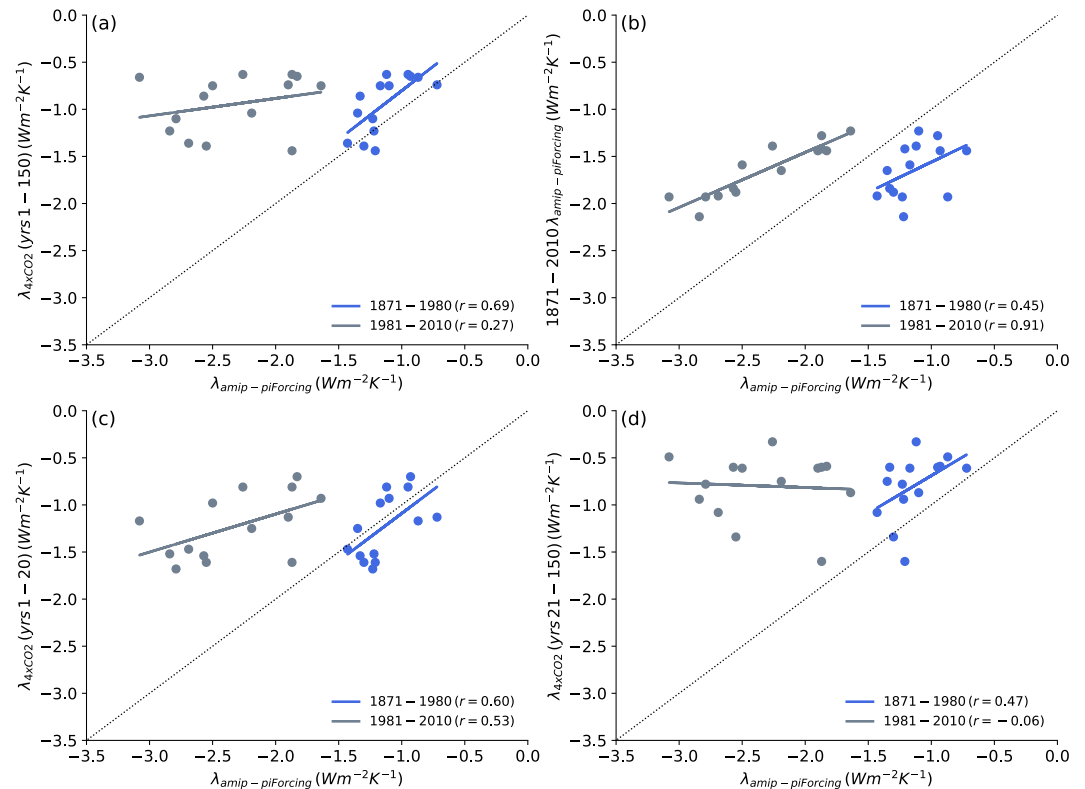 (a)
0.0
−0.5
−1.0
−1.5
−2.0
−2.5
−3.0
−3.5
λ4xCO2 (yrs 1 − 150) (Wm−2K−1)
1871 − 1980 (r = 0.69)
1981 − 2010 (r = 0.27)
−3.5 −3.0 −2.5 −2.0 −1.5 −1.0 −0.5 0.0
λamip − piForcing (Wm−2K−1)
(b)
0.0
−0.5
−1.0
−1.5
−2.0
−2.5
−3.0
−3.5
1871 − 2010 λamip − piForcing (Wm−2K−1)
1871 − 1980 (r = 0.45)
1981 − 2010 (r = 0.91)
−3.5 −3.0 −2.5 −2.0 −1.5 −1.0 −0.5 0.0
λamip − piForcing (Wm−2K−1)
(c)
0.0
−0.5
−1.0
−1.5
−2.0
−2.5
−3.0
−3.5
λ4xCO2 (yrs 1 − 20) (Wm−2K−1)
1871 − 1980 (r = 0.60)
1981 − 2010 (r = 0.53)
−3.5 −3.0 −2.5 −2.0 −1.5 −1.0 −0.5 0.0
λamip − piForcing (Wm−2K−1)
(d)
0.0
−0.5
−1.0
−1.5
−2.0
−2.5
−3.0
−3.5
λ4xCO2 (yrs 21 − 150) (Wm−2K−1)
1871 − 1980 (r = 0.47)
1981 − 2010 (r = − 0.06)
−3.5 −3.0 −2.5 −2.0 −1.5 −1.0 −0.5 0.0
λamip − piForcing (Wm−2K−1)